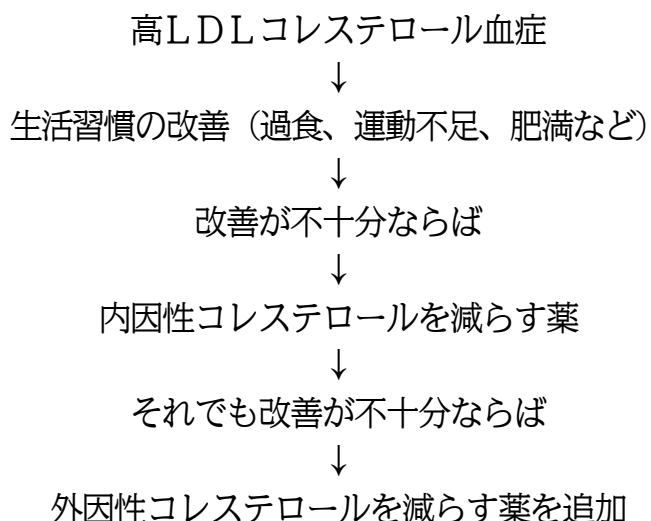 高ＬＤＬコレステロール血症
↓
生活習慣の改善（過食、運動不足、肥満など）
↓
改善が不十分ならば
↓
内因性コレステロールを減らす薬
↓
それでも改善が不十分ならば
↓
外因性コレステロールを減らす薬を追加